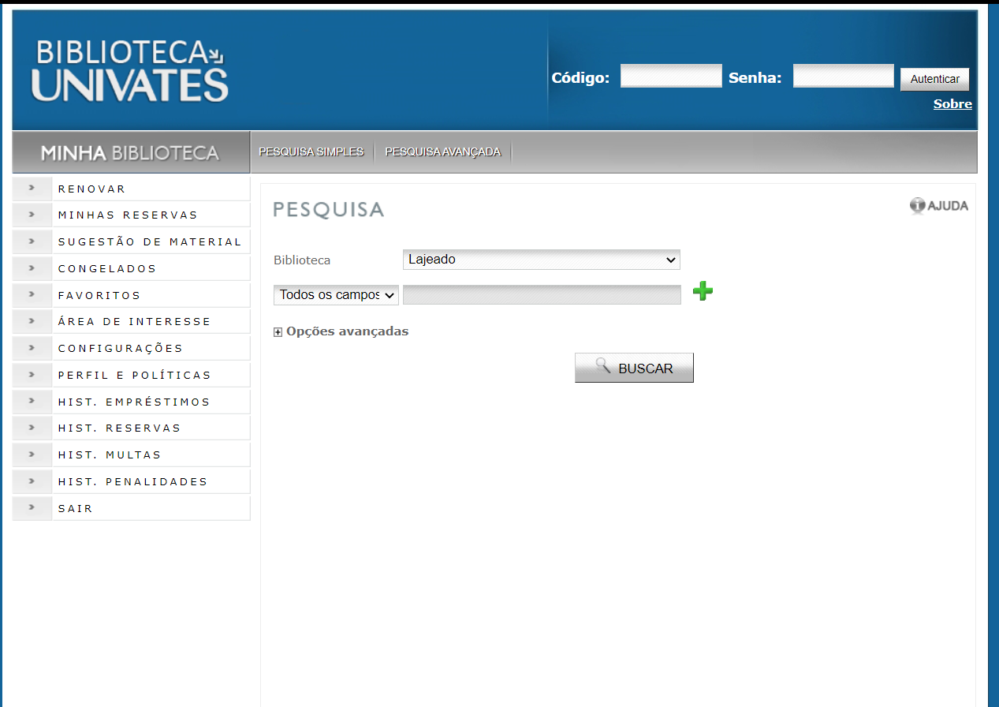 BIBLIOTECA
UNIVATES
Código:
Senha:
Autenticar
Sobre
MINHA BIBLIOTECA
PESQUISA SIMPLES
PESQUISA AVANÇADA
RENOVAR
MINHAS RESERVAS
SUGESTÃO DE MATERIAL
CONGELADOS
FAVORITOS
ÁREA DE INTERESSE
CONFIGURAÇÕES
PERFIL E POLÍTICAS
HIST. EMPRÉSTIMOS
HIST. RESERVAS
HIST. MULTAS
HIST. PENALIDADES
SAIR
PESQUISA
AJUDA
Biblioteca
Lajeado
Todos os campos
Opções avançadas
BUSCAR